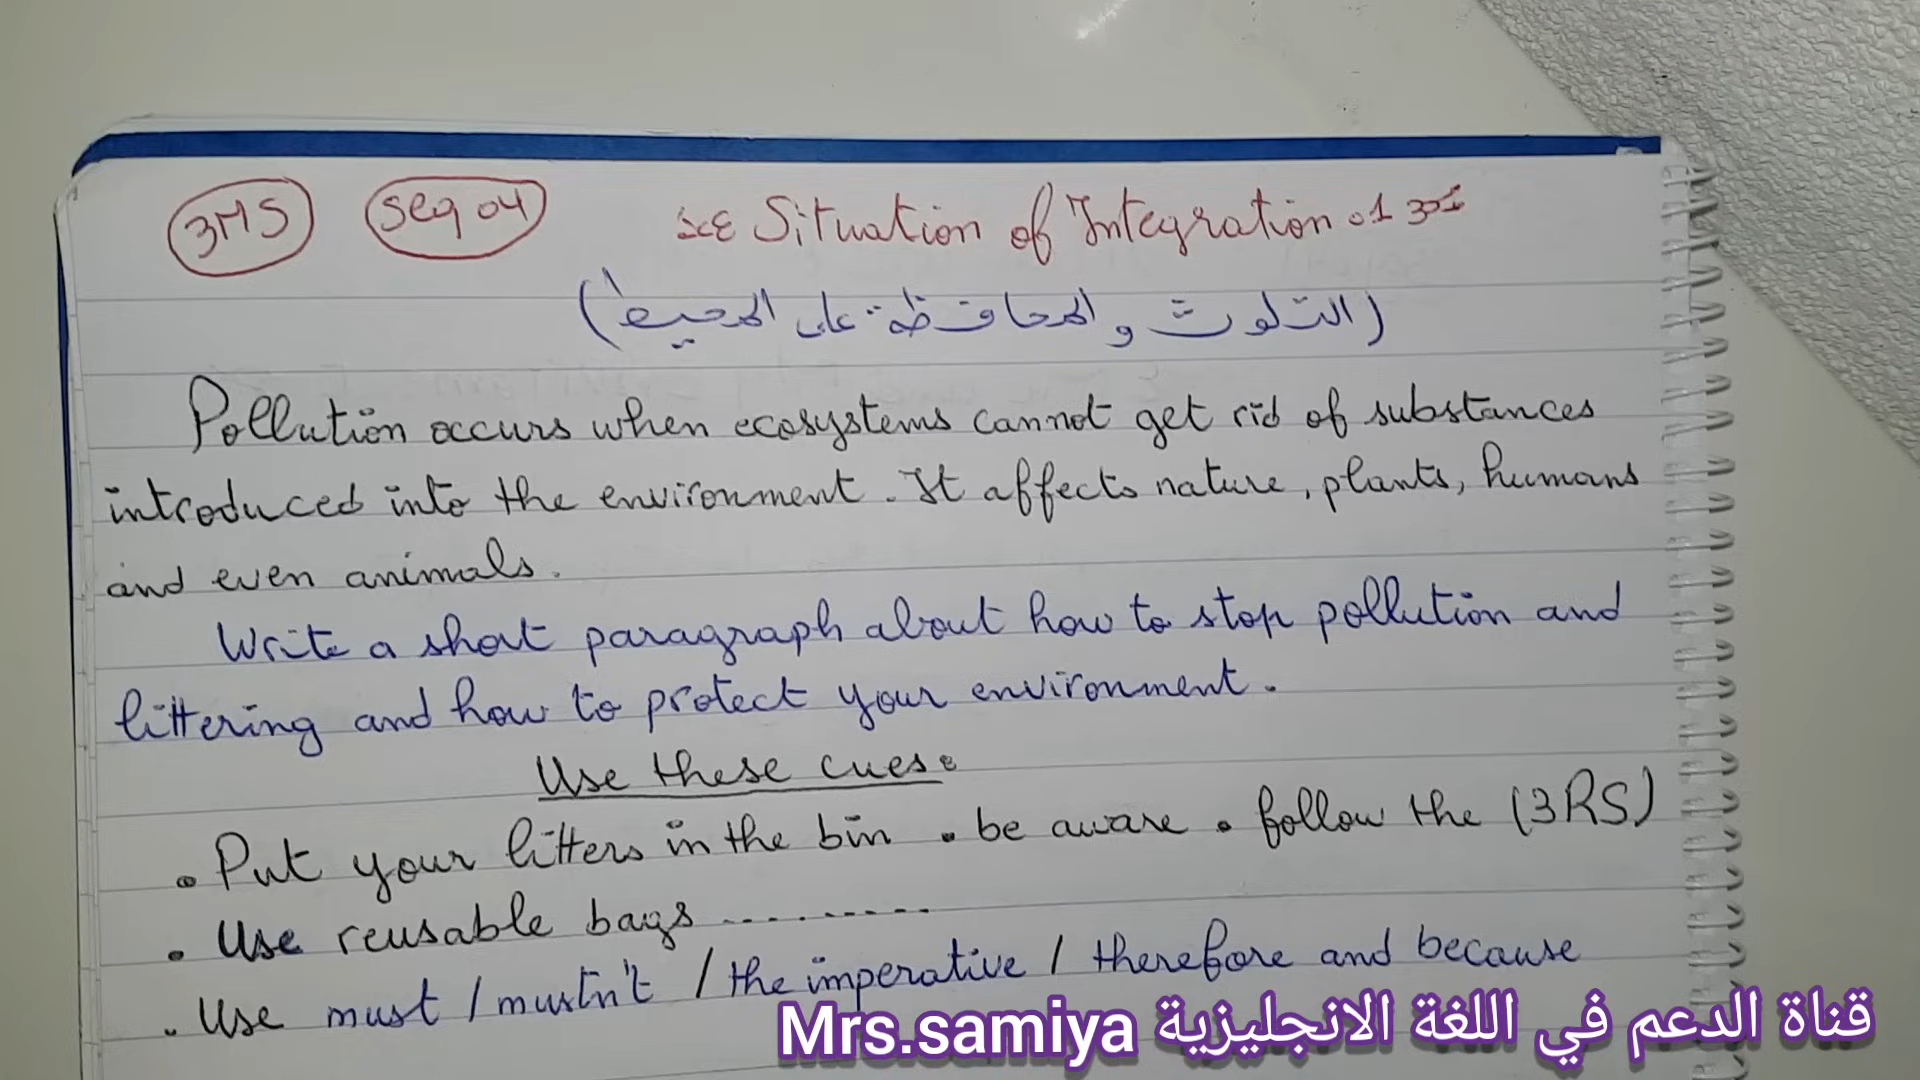 3MS Seq 04 Situation of Integration 01
(التلوث والمحافظة على المحيط)
Pollution occurs when ecosystems cannot get rid of substances
introduced into the environment. It affects nature, plants, humans
and even animals.
Write a short paragraph about how to stop pollution and
littering and how to protect your environment.
Use these cues:
• Put your litters in the bin • be aware • follow the (3RS)
• Use reusable bags .........
• Use must / mustn't / the imperative / therefore and because
Mrs.samiya قناة الدعم في اللغة الانجليزية